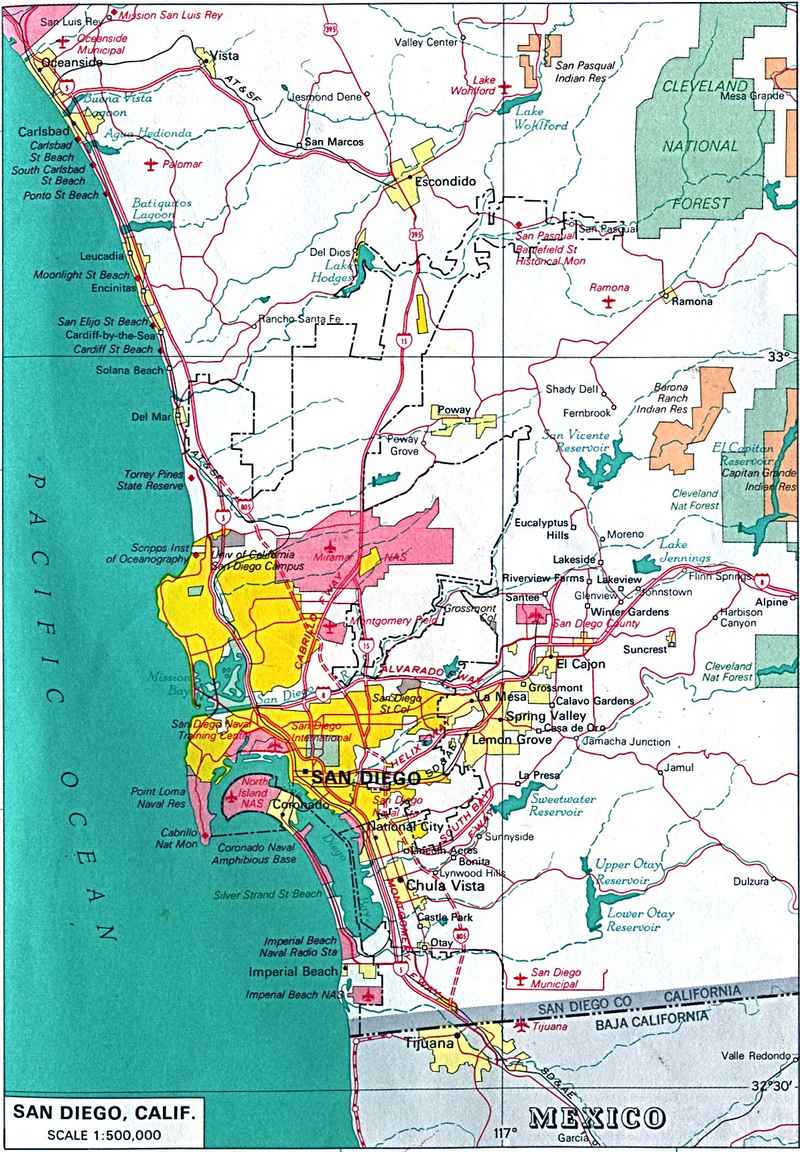 San Luis Rey
Mission San Luis Rey
Oceanside
Municipal
Oceanside
Vista
AT & SF
395
Valley Center
San Pasqual
Indian Res
Lake
Wohlford
Lake
Wohlford
CLEVELAND
NATIONAL
FOREST
Mesa Grande
5
Buena Vista
Lagoon
Jesmond Dene
Carlsbad
Agua Hedionda
Carlsbad
St Beach
South Carlsbad
St Beach
Palomar
San Marcos
Ponto St Beach
Escondido
Batiquitos
Lagoon
395
San Pasqual
San Pasqual
Battlefield St
Historical Mon
Leucadia
Del Dios
Lake
Hodges
Moonlight St Beach
Encinitas
Ramona
Ramona
San Elijo St Beach
Rancho Santa Fe
Cardiff-by-the-Sea
Cardiff St Beach
15
33°
Solana Beach
Shady Dell
Barona
Ranch
Indian Res
Del Mar
Poway
Fernbrook
Poway
Grove
San Vicente
Reservoir
El Capitan
Reservoir
Capitan Grande
Indian Res
AT & SF
Torrey Pines
State Reserve
Cleveland
Nat Forest
805
5
Eucalyptus
Hills
Moreno
Scripps Inst
of Oceanography
Univ of California
San Diego Campus
Miramar
NAS
Lakeside
Lake
Jennings
Riverview Farms
Lakeview
Flinn Springs
8
Santee
Glenview
Johnstown
Alpine
Grossmont
Col
Winter Gardens
Harbison
Canyon
CABRILLO FWAY
Montgomery Field
San Diego County
15
Suncrest
Mission
Bay
ALVARADO FWAY
El Cajon
Cleveland
Nat Forest
San Diego
R
8
San Diego
St Col
Grossmont
La Mesa
Calavo Gardens
Spring Valley
San Diego Naval
Training Center
San Diego
International
Casa de Oro
Lemon Grove
Jamacha Junction
HELIX
SD & AE
SAN DIEGO
Jamul
La Presa
Point Loma
Naval Res
North
Island
NAS
Coronado
San Diego
Naval Sta
Sweetwater
Reservoir
SOUTH BAY
FWAY
Cabrillo
Nat Mon
National City
Sunnyside
Coronado Naval
Amphibious Base
Diego
Lincoln Acres
Bonita
Lynwood Hills
Upper Otay
Reservoir
Dulzura
Silver Strand St Beach
Chula Vista
MONTGOMERY FWAY
Castle Park
Lower Otay
Reservoir
Imperial Beach
Naval Radio Sta
Otay
805
Imperial Beach
5
San Diego
Municipal
Imperial Beach NAS
SAN DIEGO CO
CALIFORNIA
BAJA CALIFORNIA
Tijuana
Tijuana
Valle Redondo
SD & AE
32°30'
PACIFIC OCEAN
SAN DIEGO, CALIF.
SCALE 1:500,000
MEXICO
117°
Garcia